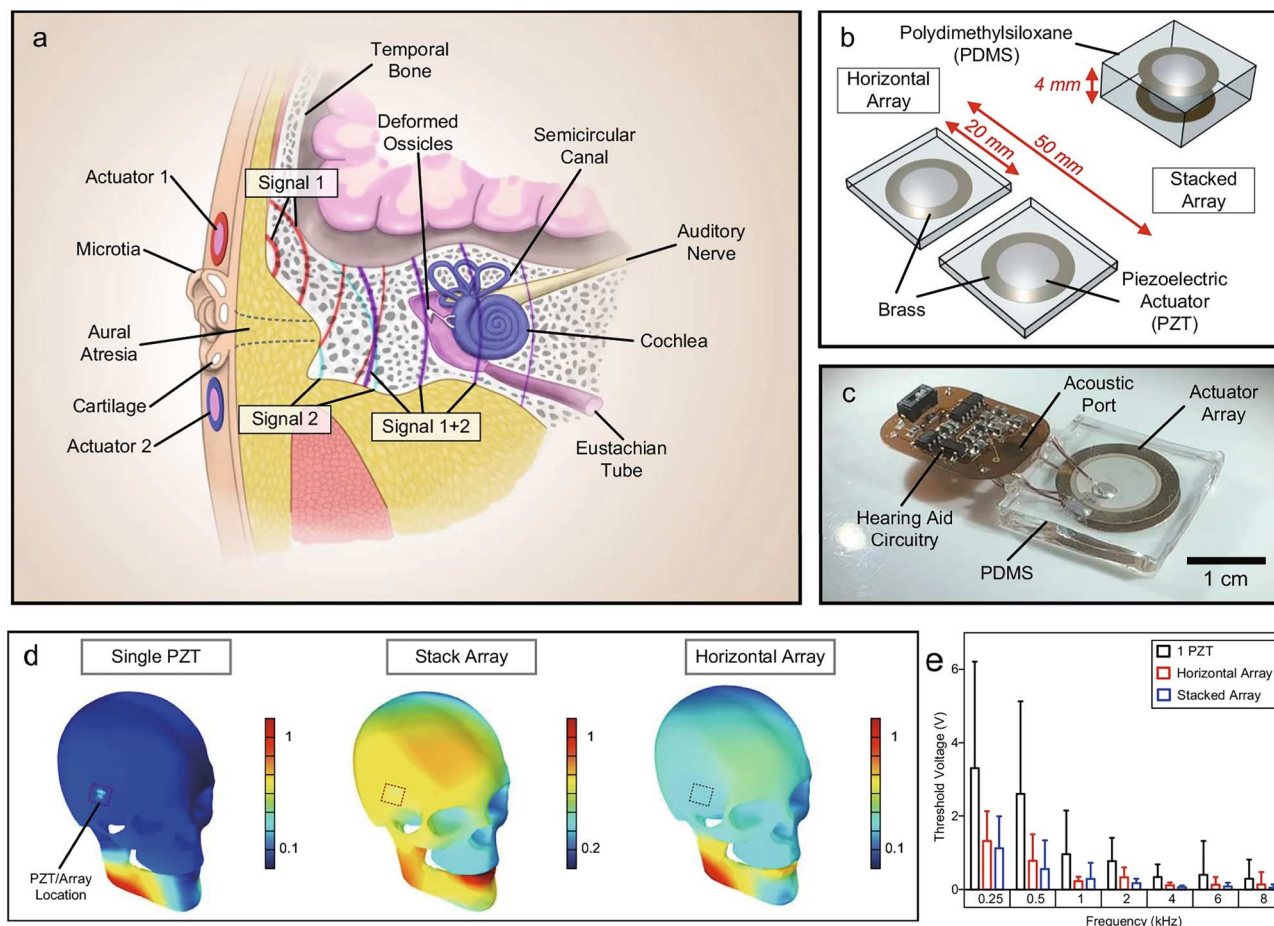 a
Temporal
Bone
Deformed
Ossicles
Semicircular
Canal
Actuator 1
Signal 1
Microtia
Auditory
Nerve
Aural
Atresia
Cochlea
Cartilage
Signal 2
Signal 1+2
Actuator 2
Eustachian
Tube
b
Polydimethylsiloxane
(PDMS)
Horizontal
Array
4 mm
20 mm
50 mm
Stacked
Array
Brass
Piezoelectric
Actuator
(PZT)
c
Acoustic
Port
Actuator
Array
Hearing Aid
Circuitry
PDMS
1 cm
d
Single PZT
Stack Array
Horizontal Array
1
0.1
1
0.2
1
0.1
PZT/Array
Location
e
1 PZT
Horizontal Array
Stacked Array
Threshold Voltage (V)
6
4
2
0
0.25 0.5 1 2 4 6 8
Frequency (kHz)